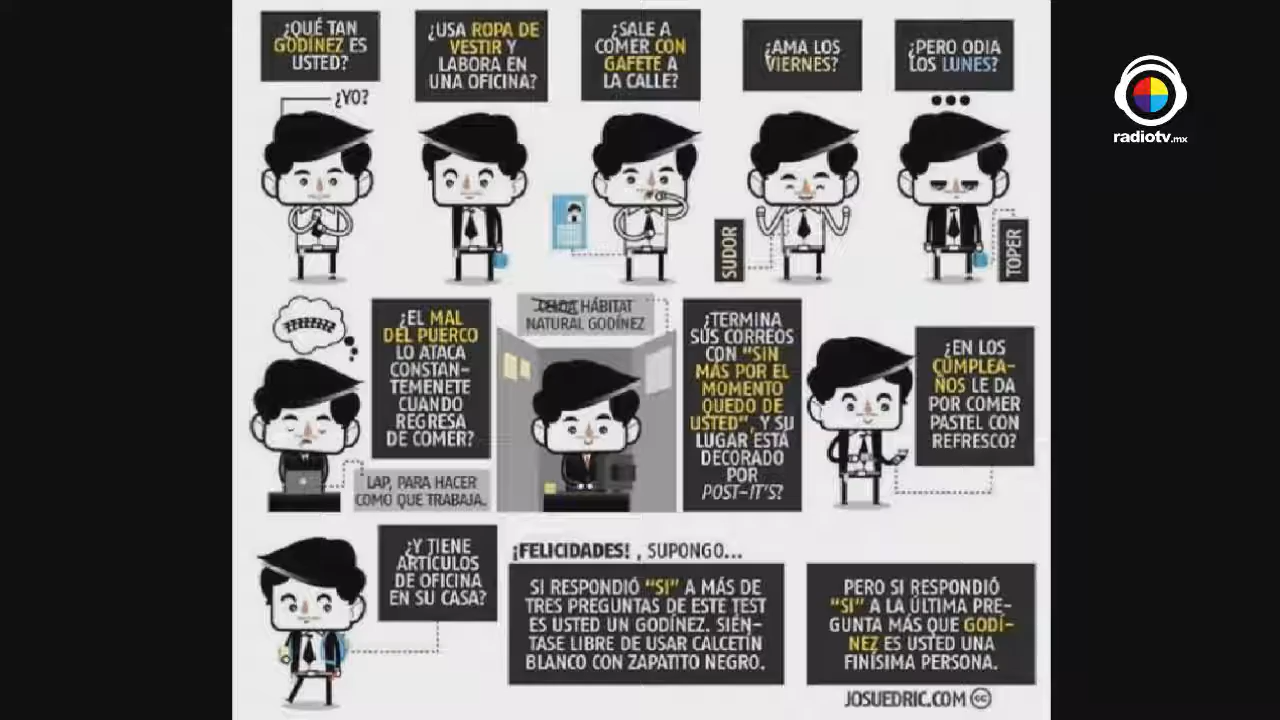 ¿QUÉ TAN
GODÍNEZ ES
USTED?
¿YO?
¿USA ROPA DE
VESTIR Y
LABORA EN
UNA OFICINA?
¿SALE A
COMER CON
GAFETE A
LA CALLE?
¿AMA LOS
VIERNES?
SUDOR
¿PERO ODIA
LOS LUNES?
TOPER
radiotv.mx
¿EL MAL
DEL PUERCO
LO ATACA
CONSTAN-
TEMENETE
CUANDO
REGRESA
DE COMER?
LAP, PARA HACER
COMO QUE TRABAJA.
CELDA HÁBITAT
NATURAL GODÍNEZ
¿TERMINA
SUS CORREOS
CON “SIN
MÁS POR EL
MOMENTO
QUEDO DE
USTED”, Y SU
LUGAR ESTÁ
DECORADO
POR
POST-IT'S?
¿EN LOS
CUMPLEA-
ÑOS LE DA
POR COMER
PASTEL CON
REFRESCO?
¿Y TIENE
ARTÍCULOS
DE OFICINA
EN SU CASA?
¡FELICIDADES! , SUPONGO...
SI RESPONDIÓ “SI” A MÁS DE
TRES PREGUNTAS DE ESTE TEST
ES USTED UN GODÍNEZ. SIÉN-
TASE LIBRE DE USAR CALCETÍN
BLANCO CON ZAPATITO NEGRO.
PERO SI RESPONDIÓ
“SI” A LA ÚLTIMA PRE-
GUNTA MÁS QUE GODÍ-
NEZ ES USTED UNA
FINÍSIMA PERSONA.
JOSUEDRIC.COM cc